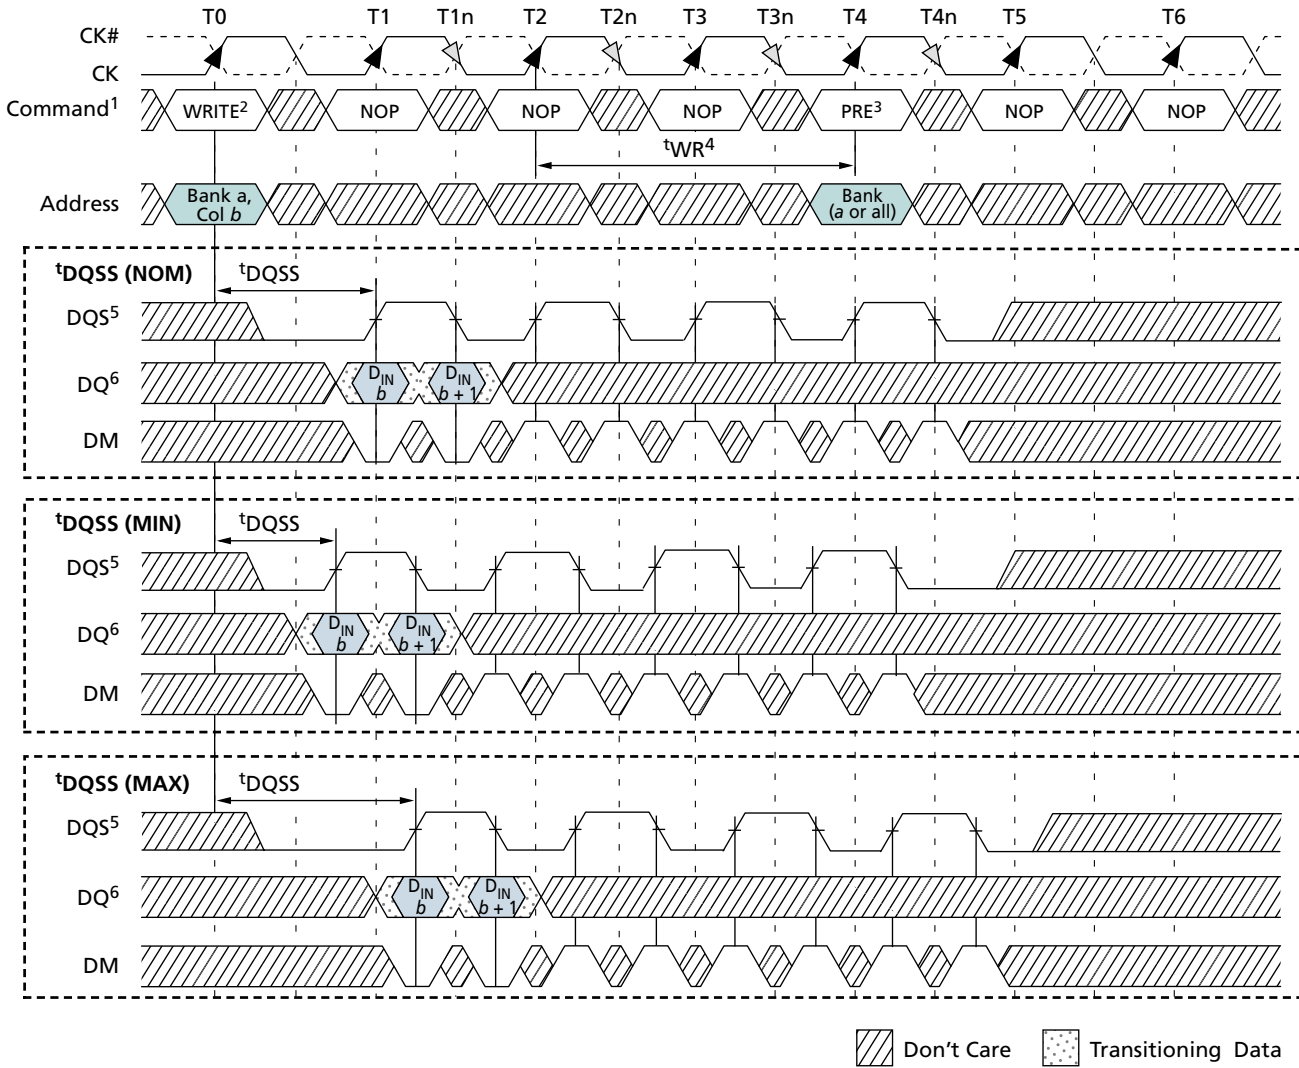 T0 T1 T1n T2 T2n T3 T3n T4 T4n T5 T6
CK#
CK
Command1 WRITE2 NOP NOP NOP PRE3 NOP NOP
tWR4
Address Bank a, Col b Bank (a or all)
tDQSS (NOM) tDQSS
DQS5
DQ6 DIN b DIN b + 1
DM
tDQSS (MIN) tDQSS
DQS5
DQ6 DIN b DIN b + 1
DM
tDQSS (MAX) tDQSS
DQS5
DQ6 DIN b DIN b + 1
DM
Don't Care Transitioning Data